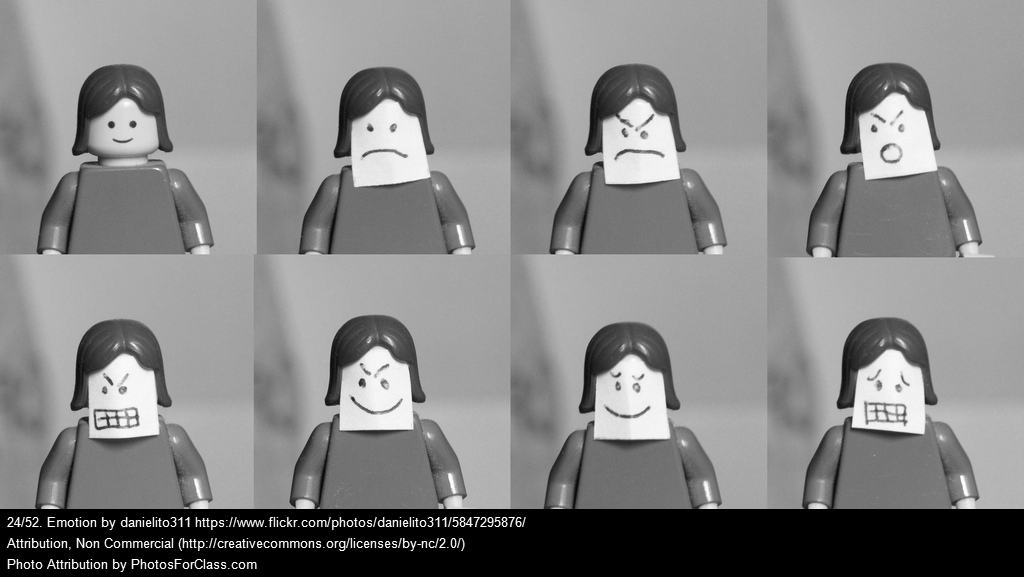 24/52. Emotion by danielito311 https://www.flickr.com/photos/danielito311/5847295876/
Attribution, Non Commercial (http://creativecommons.org/licenses/by-nc/2.0/)
Photo Attribution by PhotosForClass.com